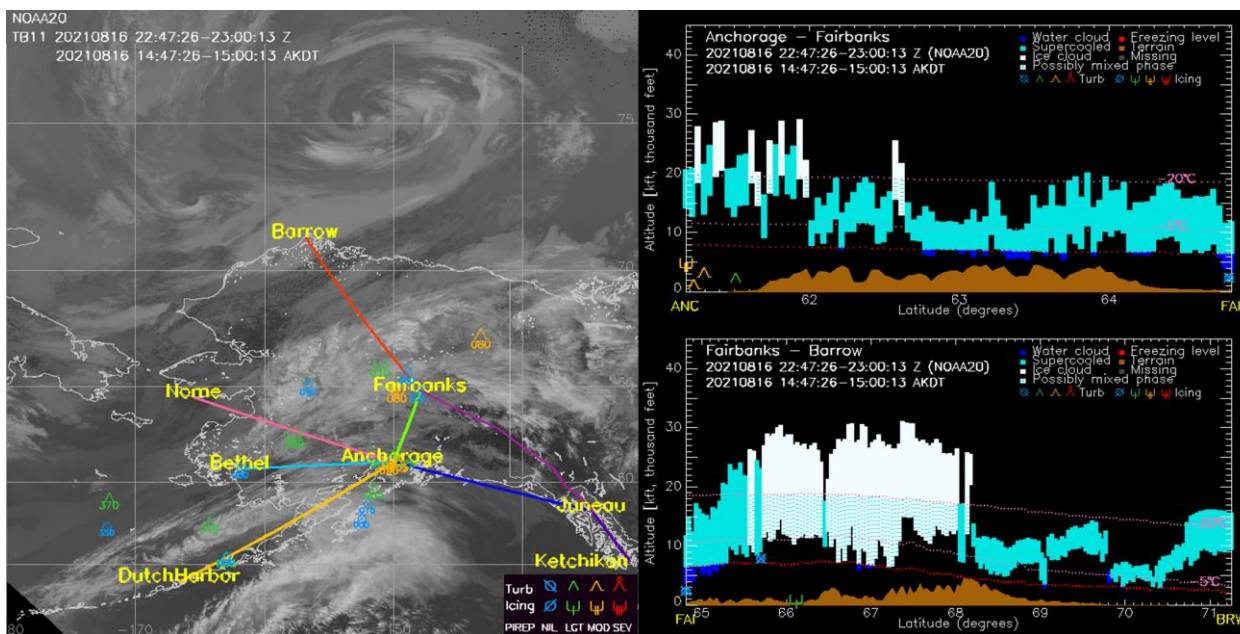 NOAA20
TB11 20210816 22:47:26-23:00:13 Z
20210816 14:47:26-15:00:13 AKDT
75
70
Barrow
080
Fairbanks
080
Nome
Anchorage
Bethel
370
Juneau
Ketchikan
DutchHarbor
80
-170
-150
Turb
Icing
PIREP NIL LGT MOD SEV
Anchorage - Fairbanks
20210816 22:47:26-23:00:13 Z (NOAA20)
20210816 14:47:26-15:00:13 AKDT
Water cloud
Freezing level
Supercooled
Terrain
Ice cloud
Missing
Possibly mixed phase
Turb
Icing
Altitude [kft, thousand feet]
40
30
20
10
0
-20℃
-5℃
ANC
62
63
64
FAI
Latitude (degrees)
Fairbanks - Barrow
20210816 22:47:26-23:00:13 Z (NOAA20)
20210816 14:47:26-15:00:13 AKDT
Water cloud
Freezing level
Supercooled
Terrain
Ice cloud
Missing
Possibly mixed phase
Turb
Icing
Altitude [kft, thousand feet]
40
30
20
10
0
-20℃
-5℃
FAI
65
66
67
68
69
70
71
BRW
Latitude (degrees)